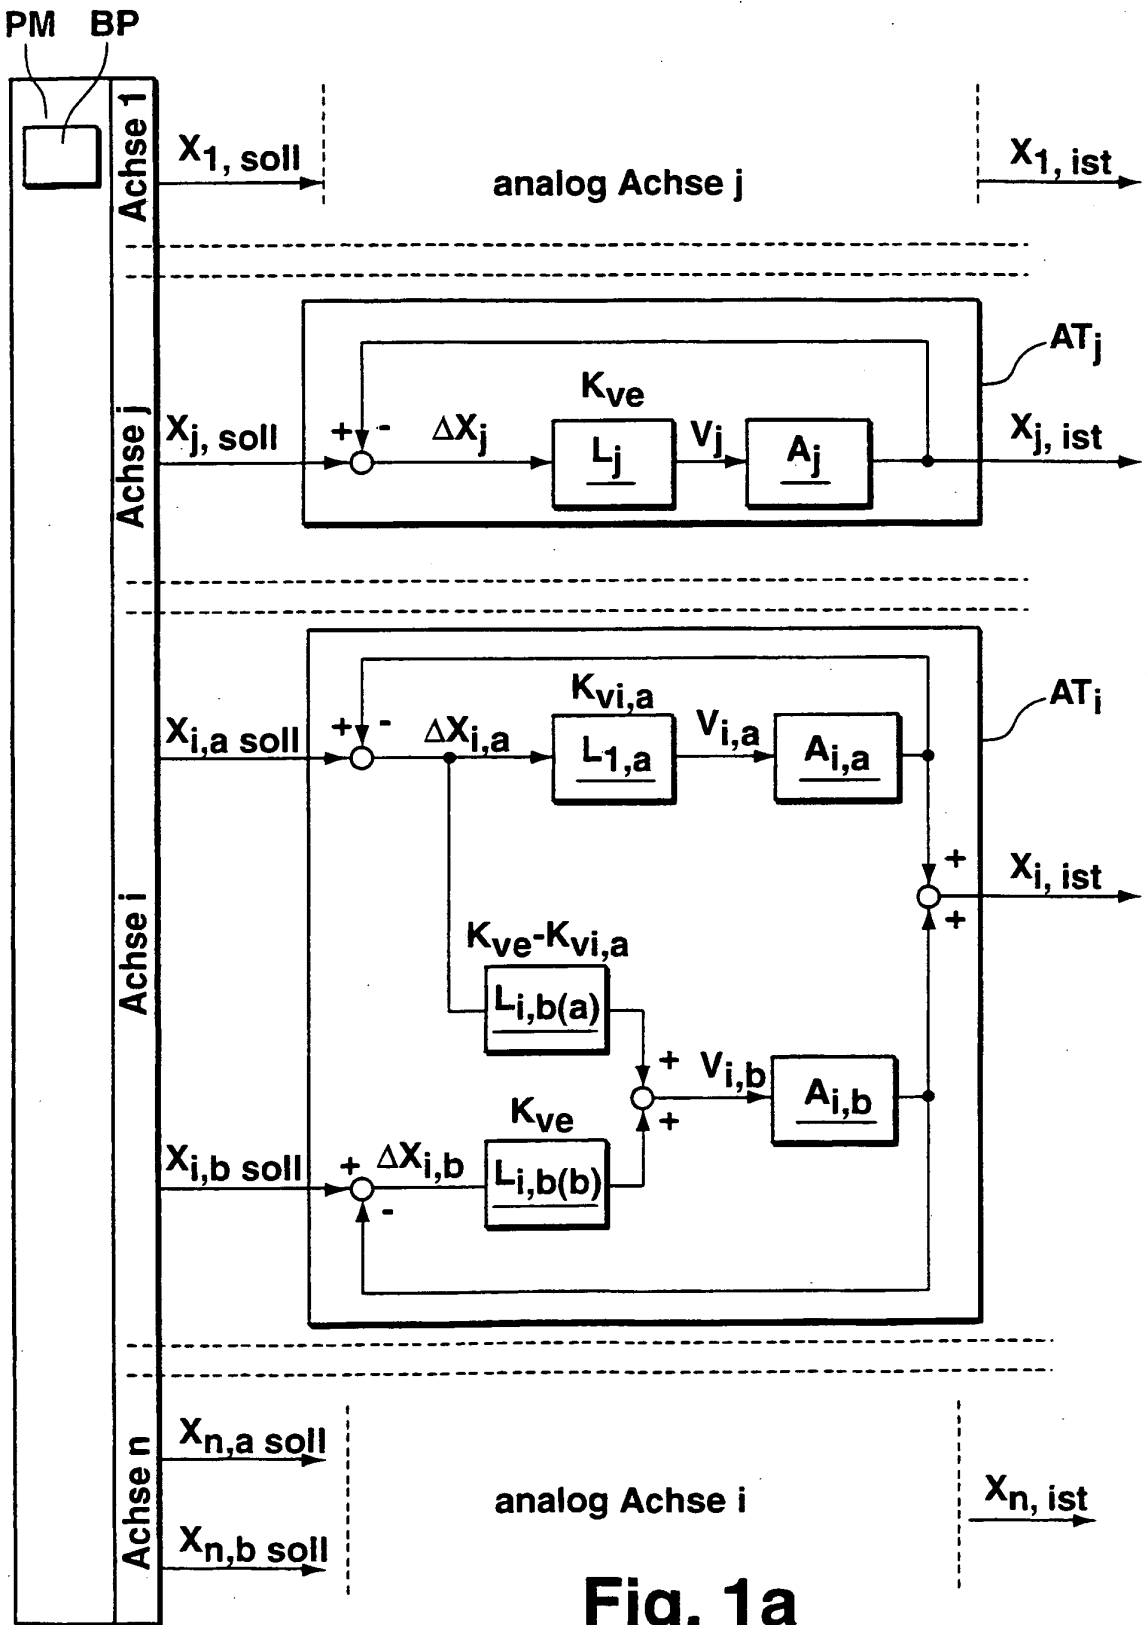 PM BP
Achse 1
X1, soll
analog Achse j
X1, ist
Achse j
Xj, soll
+ -
ΔXj
Kve
Lj
Vj
Aj
ATj
Xj, ist
Achse i
Xi,a soll
+ -
ΔXi,a
Kvi,a
L1,a
Vi,a
Ai,a
ATi
+
Xi, ist
+
Kve-Kvi,a
Li,b(a)
+
Vi,b
+
Ai,b
Kve
Xi,b soll
+
ΔXi,b
Li,b(b)
-
Achse n
Xn,a soll
analog Achse i
Xn, ist
Xn,b soll
Fig. 1a